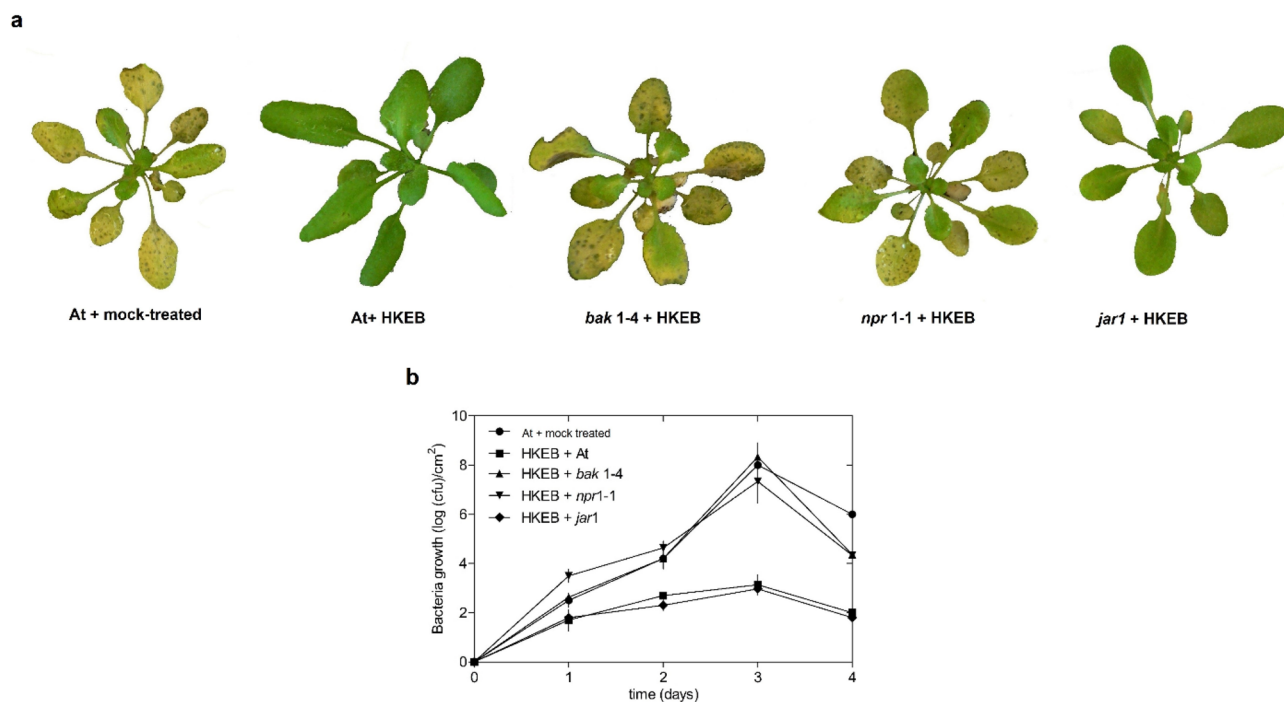 a
At + mock-treated
At+ HKEB
bak 1-4 + HKEB
npr 1-1 + HKEB
jar1 + HKEB
b
Bacteria growth (log (cfu)/cm²)
10
8
6
4
2
0
At + mock treated
HKEB + At
HKEB + bak 1-4
HKEB + npr1-1
HKEB + jar1
0 1 2 3 4
time (days)